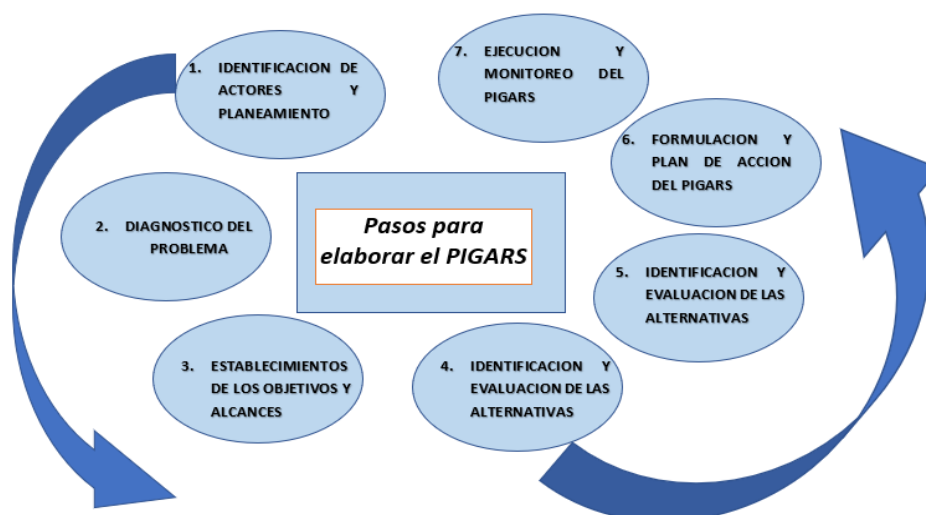 Pasos para
elaborar el PIGARS
1. IDENTIFICACION DE
ACTORES Y
PLANEAMIENTO
2. DIAGNOSTICO DEL
PROBLEMA
3. ESTABLECIMIENTOS
DE LOS OBJETIVOS Y
ALCANCES
4. IDENTIFICACION Y
EVALUACION DE LAS
ALTERNATIVAS
5. IDENTIFICACION Y
EVALUACION DE LAS
ALTERNATIVAS
6. FORMULACION Y
PLAN DE ACCION
DEL PIGARS
7. EJECUCION Y
MONITOREO DEL
PIGARS